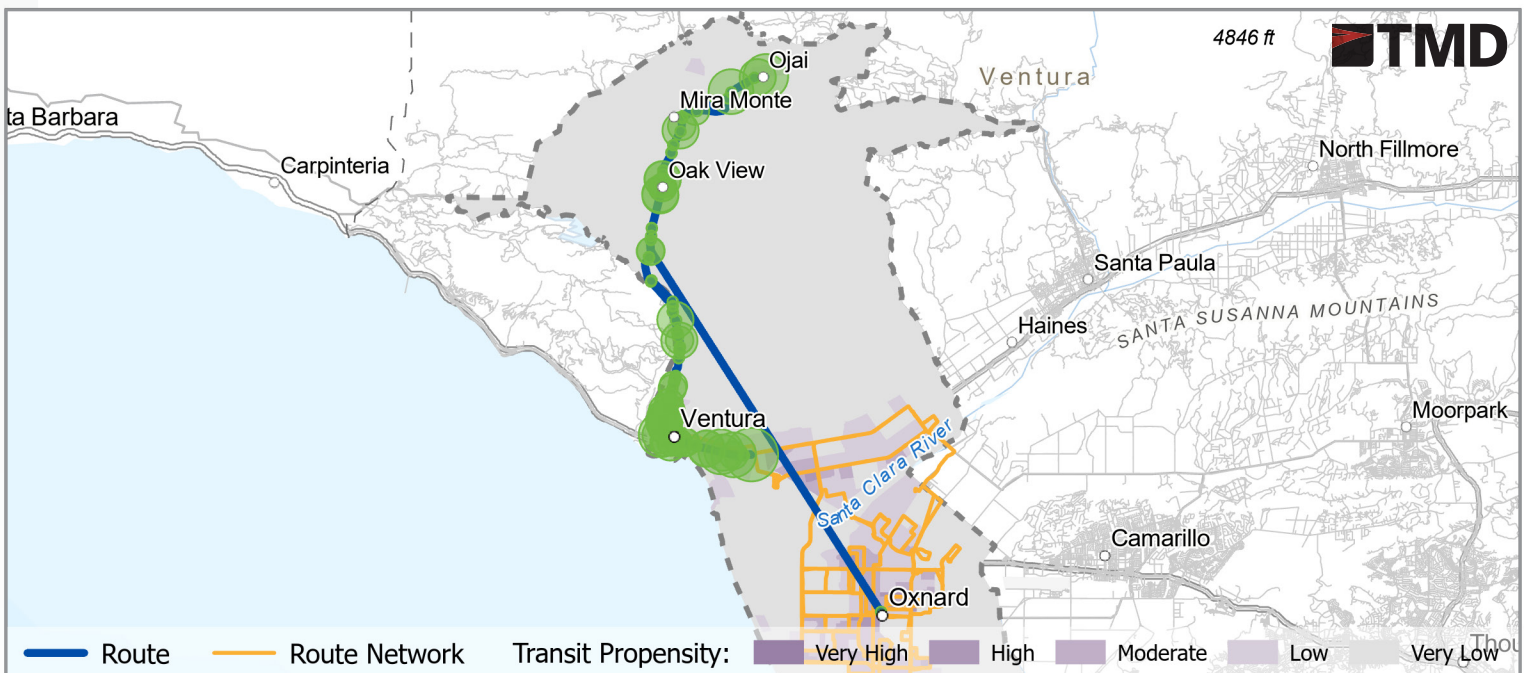 4846 ft
TMD
Ojai
Ventura
Mira Monte
ta Barbara
North Fillmore
Carpinteria
Oak View
Santa Paula
SANTA SUSANNA MOUNTAINS
Haines
Moorpark
Ventura
Santa Clara River
Camarillo
Oxnard
Thou
Route
Route Network
Transit Propensity:
Very High
High
Moderate
Low
Very Low